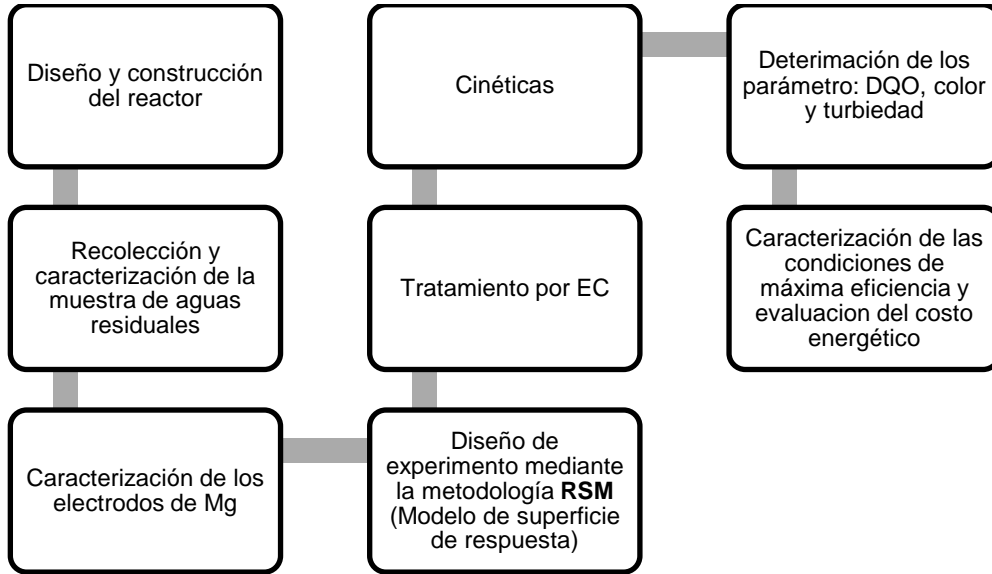 Diseño y construcción
del reactor
Recolección y
caracterización de la
muestra de aguas
residuales
Caracterización de los
electrodos de Mg
Diseño de
experimento mediante
la metodología RSM
(Modelo de superficie
de respuesta)
Tratamiento por EC
Cinéticas
Deterimación de los
parámetro: DQO, color
y turbiedad
Caracterización de las
condiciones de
máxima eficiencia y
evaluacion del costo
energético